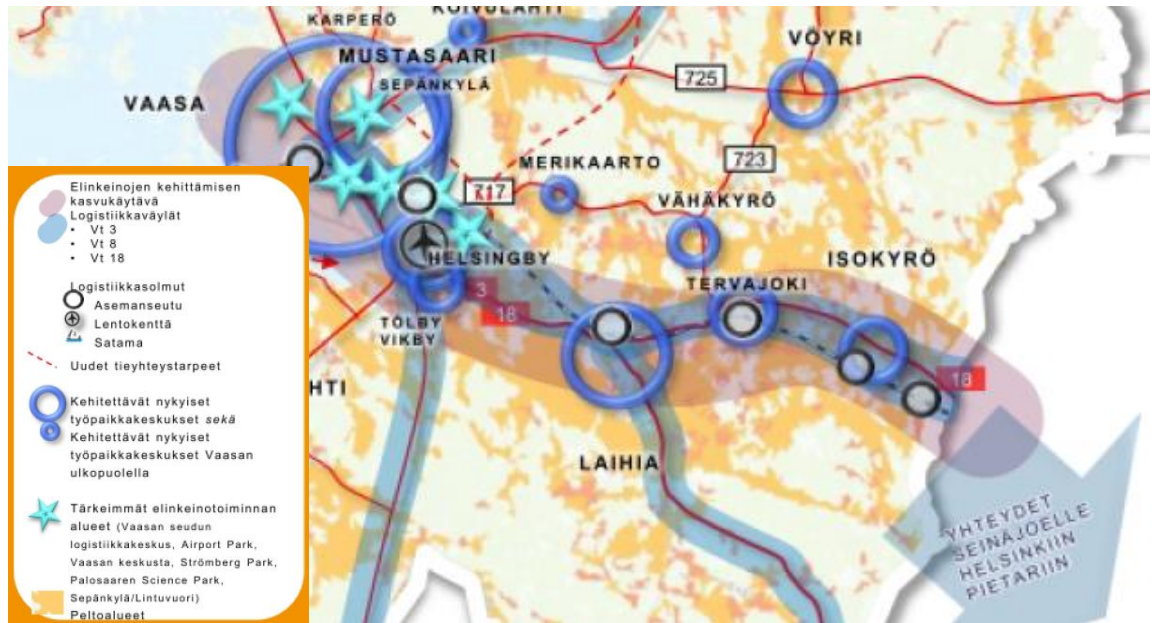 KARPERÖ
KOIVULAHTI
MUSTASAARI
SEPÄNKYLÄ
VAASA
VÖYRI
725
723
717
MERIKAARTO
VÄHÄKYRÖ
ISOKYRÖ
HELSINGBY
TERVAJOKI
3
18
TÖLBY
VIKBY
18
HTI
LAIHIA
YHTEYDET
SEINÄJOELLE
HELSINKIIN
PIETARIIN
Elinkeinojen kehittämisen
kasvukäytävä
Logistiikkaväylät
• Vt 3
• Vt 8
• Vt 18
Logistiikkasolmut
Asemanseutu
Lentokenttä
Satama
Uudet tieyhteystarpeet
Kehitettävät nykyiset
työpaikkakeskukset sekä
Kehitettävät nykyiset
työpaikkakeskukset Vaasan
ulkopuolella
Tärkeimmät elinkeinotoiminnan
alueet (Vaasan seudun
logistiikkakeskus, Airport Park,
Vaasan keskusta, Strömberg Park,
Palosaaren Science Park,
Sepänkylä/Lintuvuori)
Peltoalueet